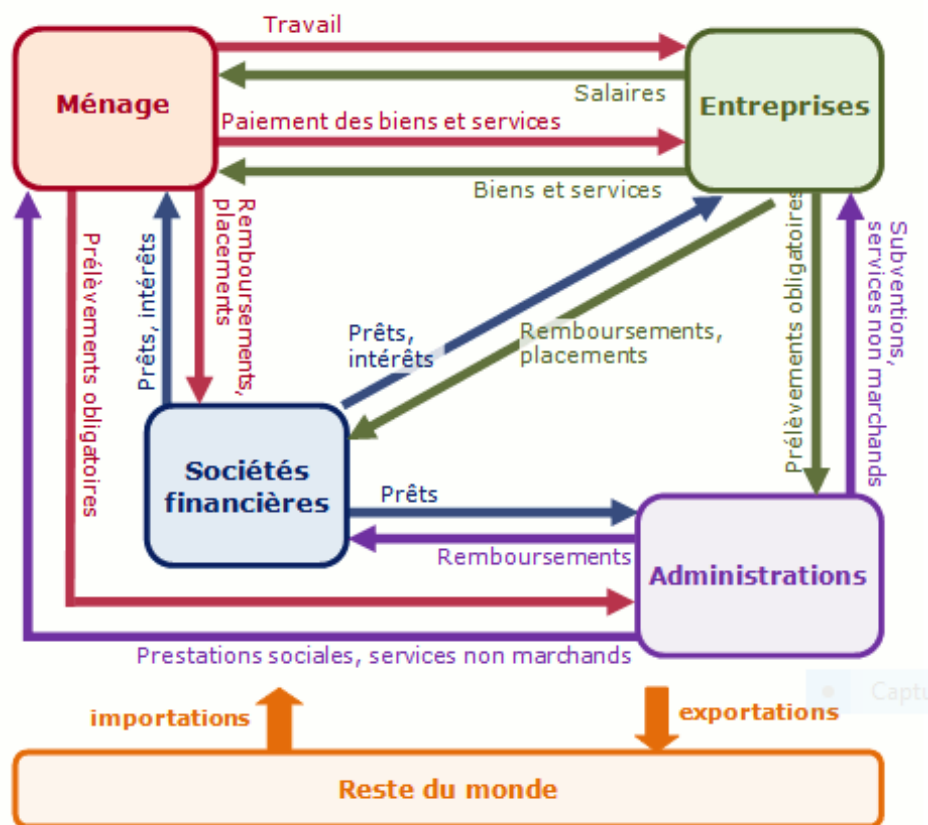 Travail
Ménage
Entreprises
Salaires
Paiement des biens et services
Biens et services
Prélèvements obligatoires
Prêts, intérêts
Remboursements,
placements
Prêts,
intérêts
Remboursements,
placements
Prélèvements obligatoires
Subventions,
services non marchands
Sociétés
financières
Prêts
Remboursements
Administrations
Prestations sociales, services non marchands
importations
exportations
Captu
Reste du monde